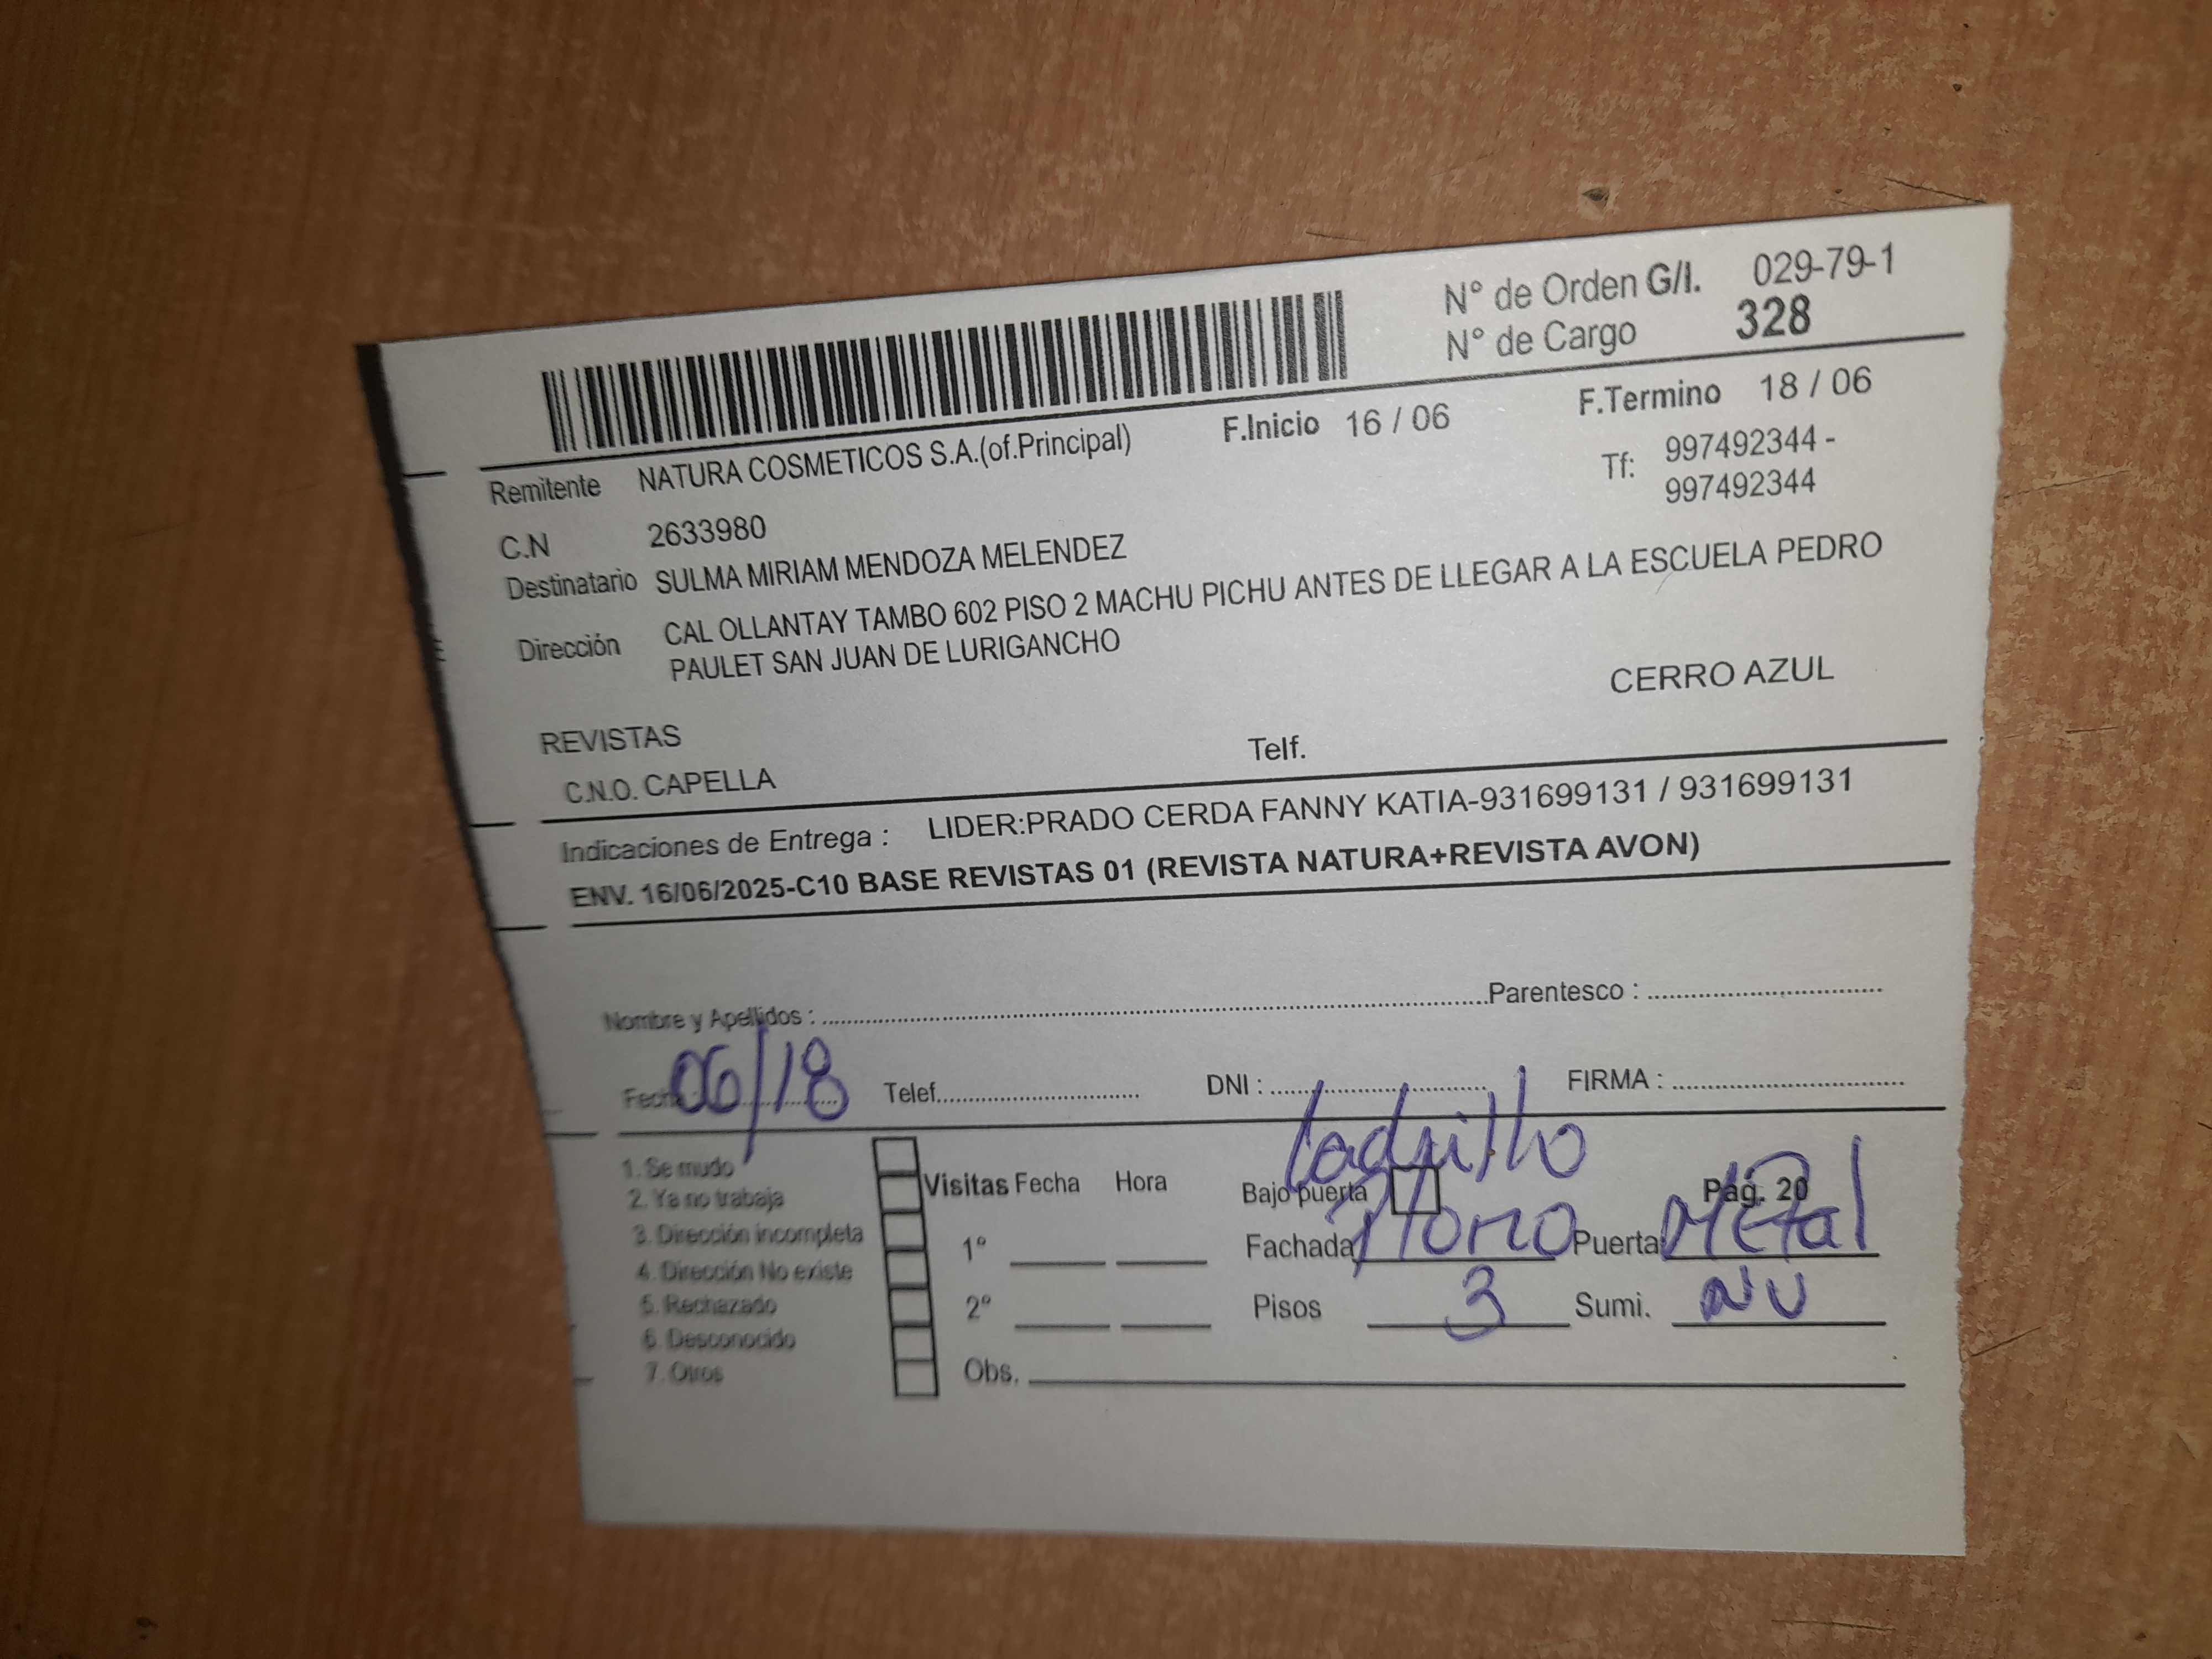 N° de Orden G/I. 029-79-1
N° de Cargo 328
F.Inicio 16 / 06 F.Termino 18 / 06
Remitente NATURA COSMETICOS S.A.(of.Principal) Tf: 997492344 -
997492344
C.N 2633980
Destinatario SULMA MIRIAM MENDOZA MELENDEZ
Dirección CAL OLLANTAY TAMBO 602 PISO 2 MACHU PICHU ANTES DE LLEGAR A LA ESCUELA PEDRO
PAULET SAN JUAN DE LURIGANCHO
CERRO AZUL
REVISTAS
C.N.O. CAPELLA Telf.
Indicaciones de Entrega : LIDER:PRADO CERDA FANNY KATIA-931699131 / 931699131
ENV. 16/06/2025-C10 BASE REVISTAS 01 (REVISTA NATURA+REVISTA AVON)
Nombre y Apellidos : Parentesco :
Fecha 06/18 Telef. DNI : FIRMA :
ladrillo
1. Se mudo
2. Ya no trabaja
3. Dirección incompleta
4. Dirección No existe
5. Rechazado
6. Desconocido
7. Otros
Visitas Fecha Hora
1°
2°
Obs.
Bajo puerta Pág. 20
Fachada Puerta Metal
Pisos 3 Sumi.